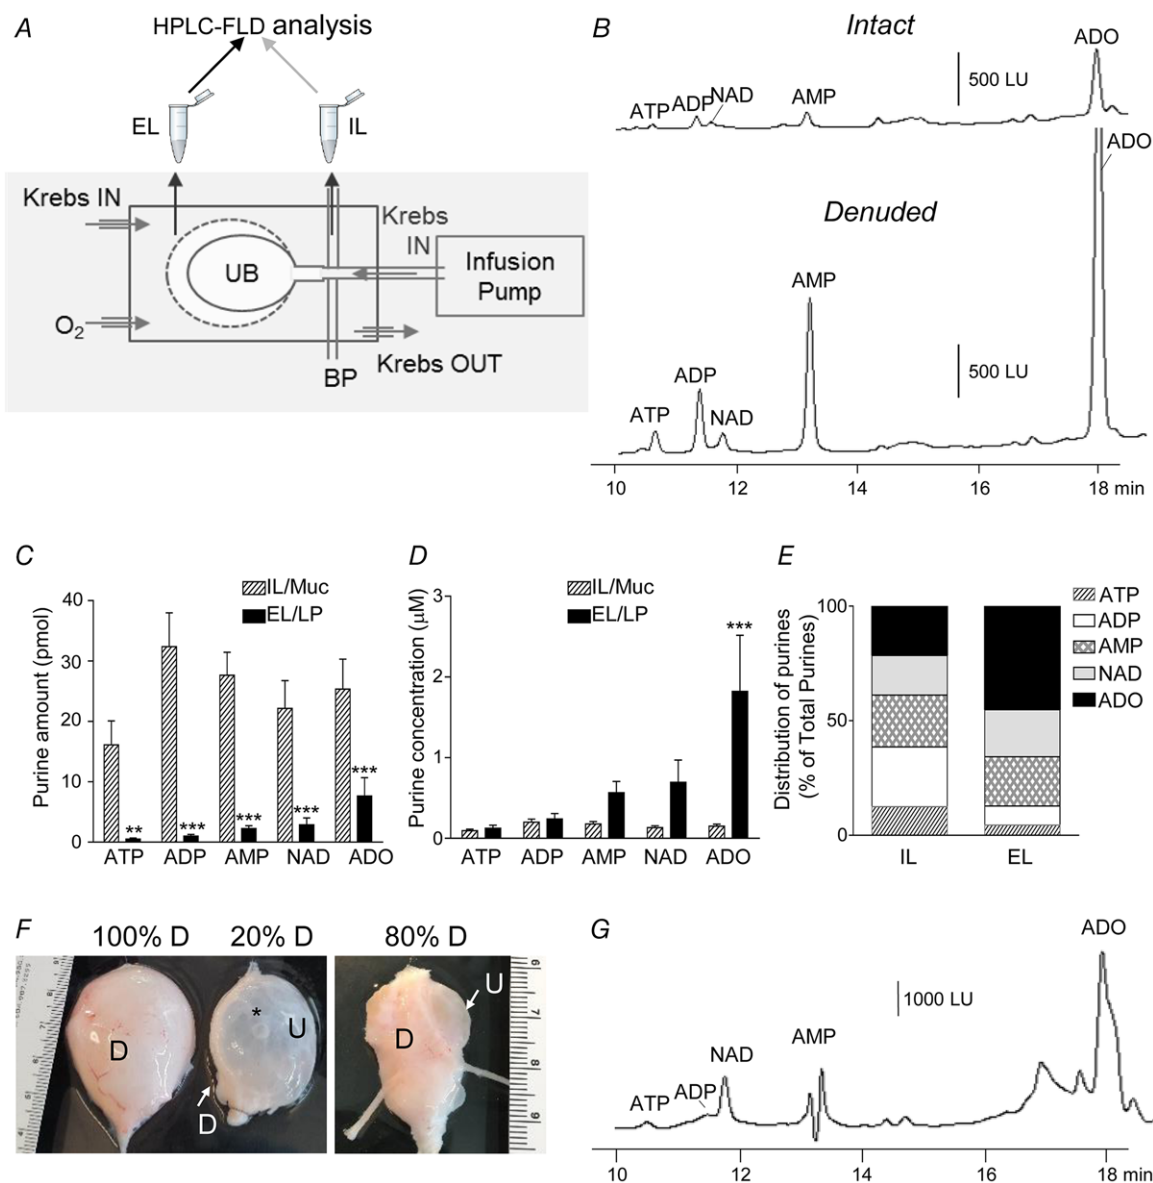 A
HPLC-FLD analysis
EL
IL
Krebs IN
Krebs
IN
UB
Infusion
Pump
O2
Krebs OUT
BP
B
Intact
ADO
500 LU
ATP
ADP
NAD
AMP
ADO
Denuded
AMP
ADP
500 LU
ATP
NAD
10 12 14 16 18 min
C
IL/Muc
EL/LP
Purine amount (pmol)
40
30
20
10
0
** *** *** *** ***
ATP ADP AMP NAD ADO
D
IL/Muc
EL/LP
Purine concentration (µM)
3
2
1
0
***
ATP ADP AMP NAD ADO
E
Distribution of purines
(% of Total Purines)
100
50
0
IL EL
ATP
ADP
AMP
NAD
ADO
F
100% D 20% D 80% D
D
*
U
D
U
D
6
7
8
9
G
ADO
1000 LU
AMP
NAD
ADP
ATP
10 12 14 16 18 min